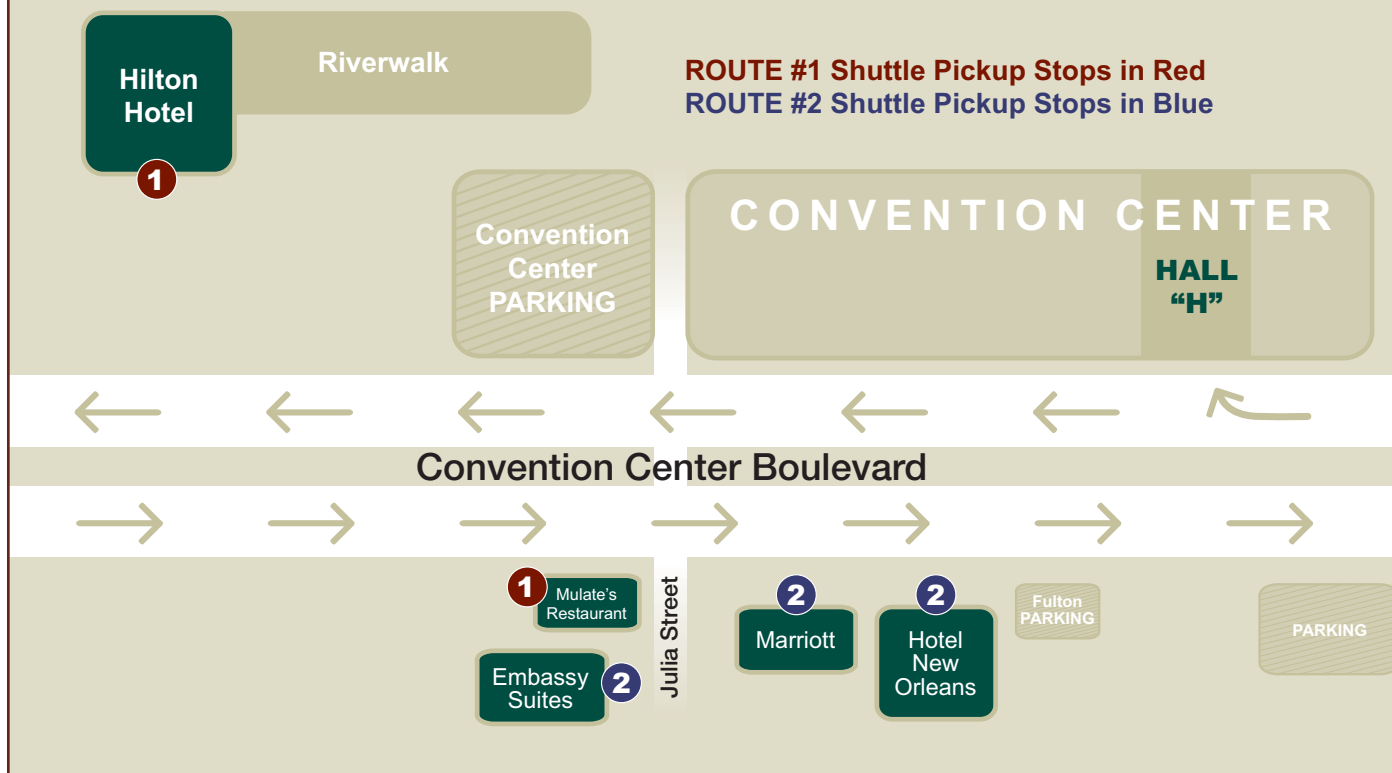 Hilton
Hotel
1
Riverwalk
ROUTE #1 Shuttle Pickup Stops in Red
ROUTE #2 Shuttle Pickup Stops in Blue
Convention
Center
PARKING
CONVENTION CENTER
HALL
“H”
Convention Center Boulevard
1
Mulate's
Restaurant
Embassy
Suites
2
Julia Street
2
Marriott
2
Hotel
New
Orleans
Fulton
PARKING
PARKING